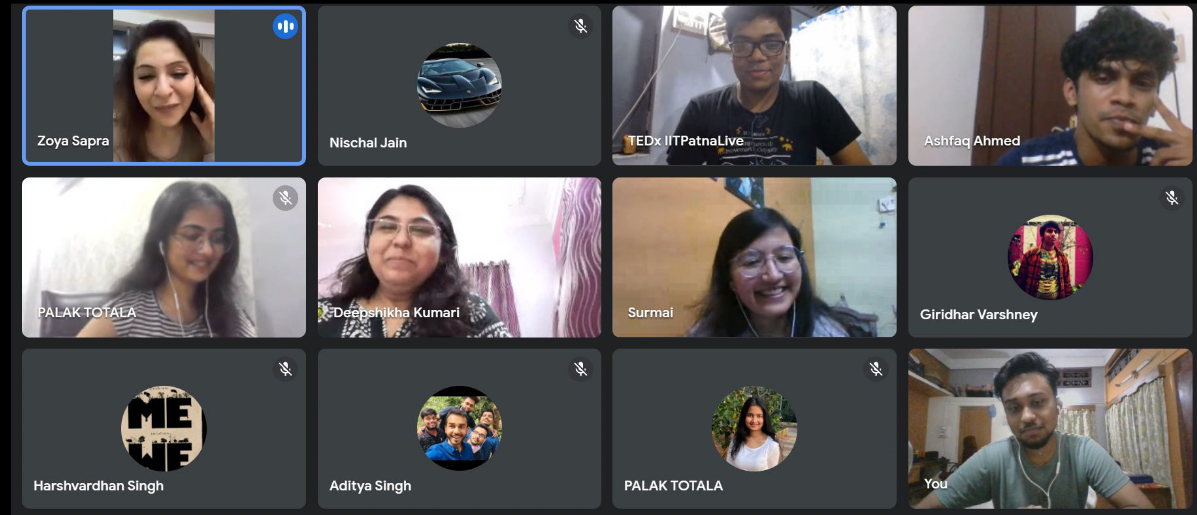 Zoya Sapra
NIschal Jain
TEDx IITPatnaLive
Ashfaq Ahmed
PALAK TOTALA
Deepshikha Kumari
Surmai
Giridhar Varshney
ME
WE
Harshvardhan Singh
Aditya Singh
PALAK TOTALA
You